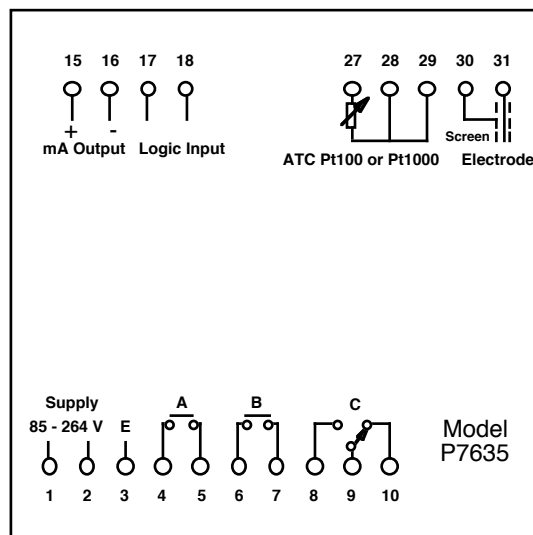 15 16 17 18 27 28 29 30 31
+ -
mA Output Logic Input
Screen
ATC Pt100 or Pt1000 Electrode
Supply A B C
85 - 264 V E
Model
P7635
1 2 3 4 5 6 7 8 9 10